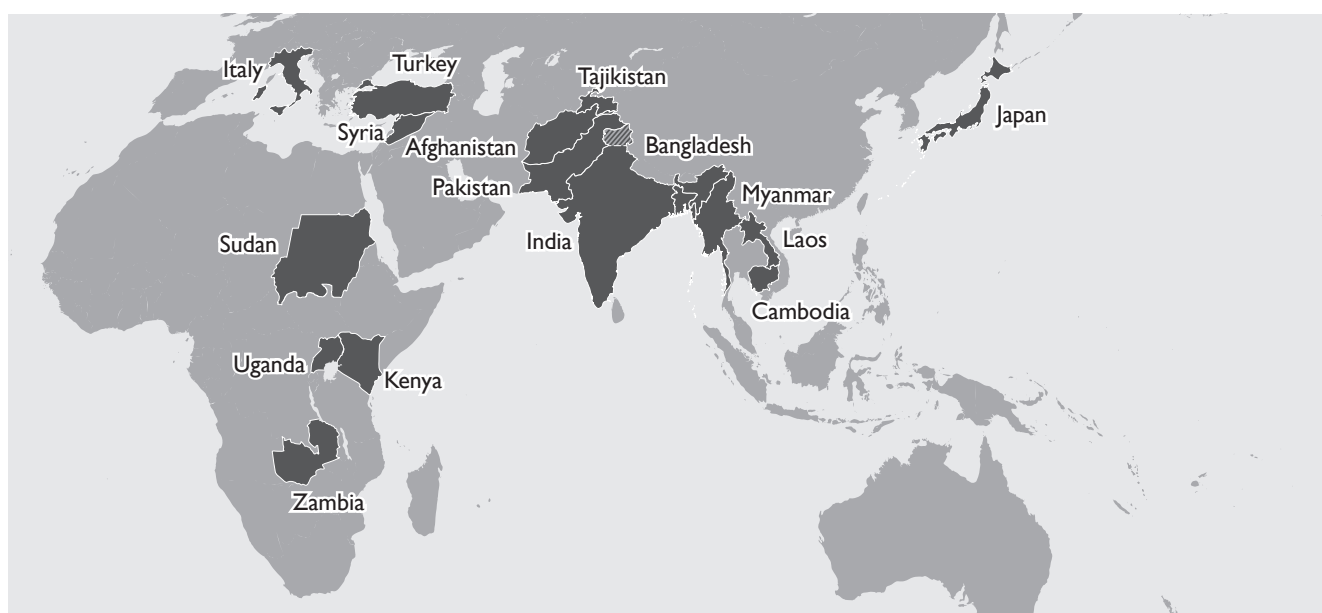 Italy
Turkey
Tajikistan
Japan
Syria
Afghanistan
Bangladesh
Pakistan
Myanmar
Sudan
India
Laos
Cambodia
Uganda
Kenya
Zambia